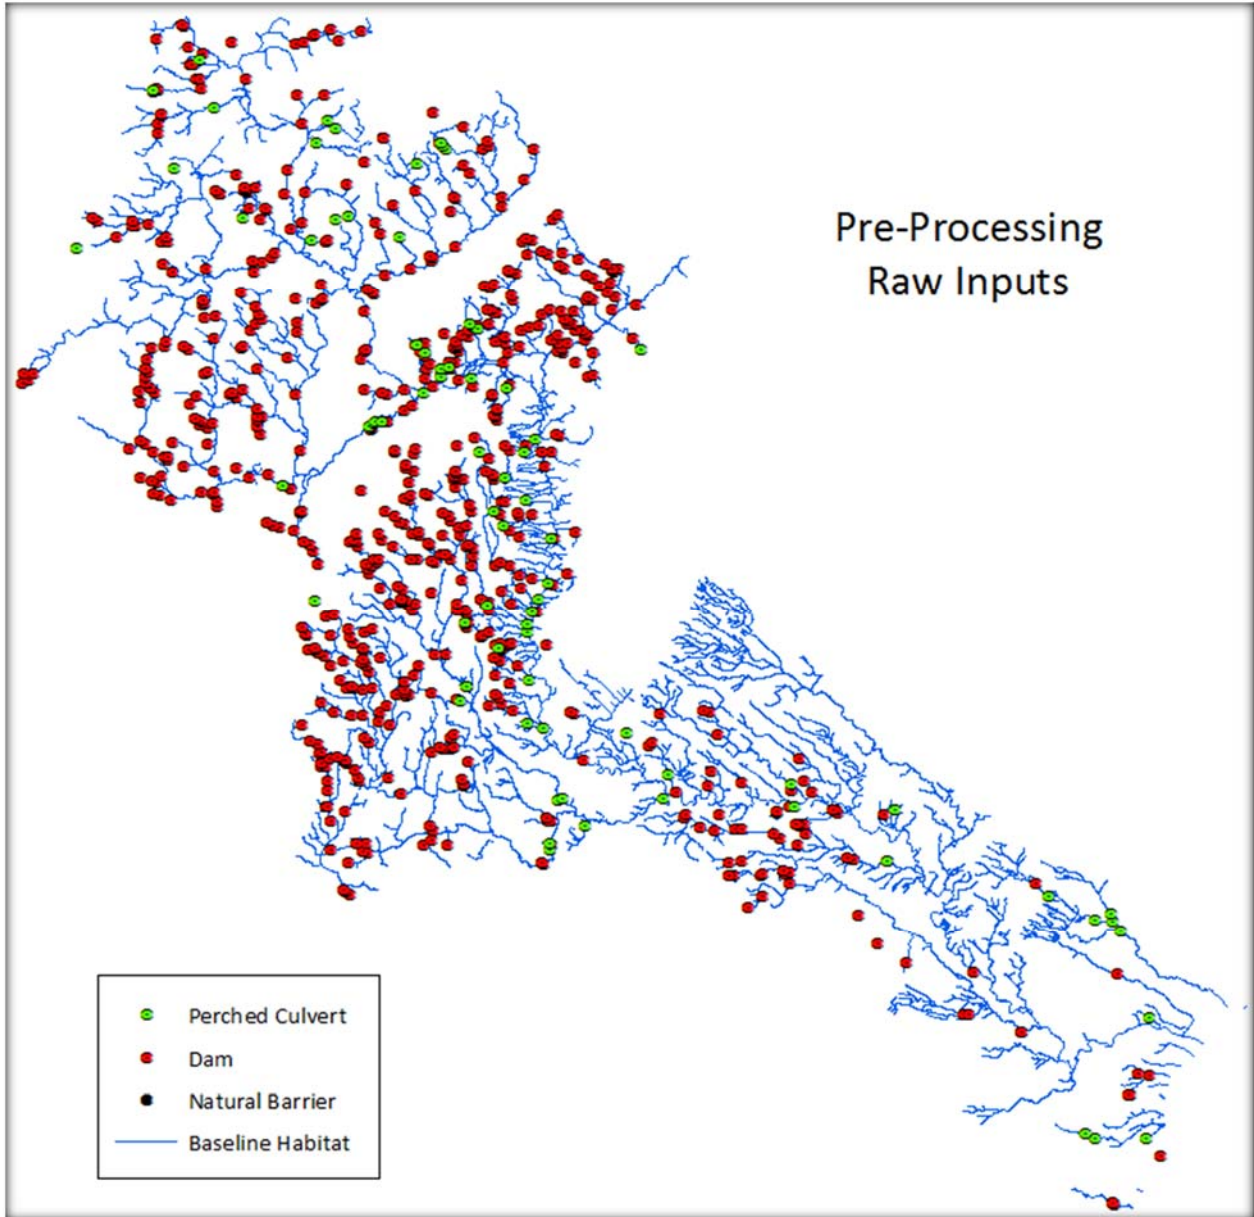 Pre-Processing
Raw Inputs
Perched Culvert
Dam
Natural Barrier
Baseline Habitat